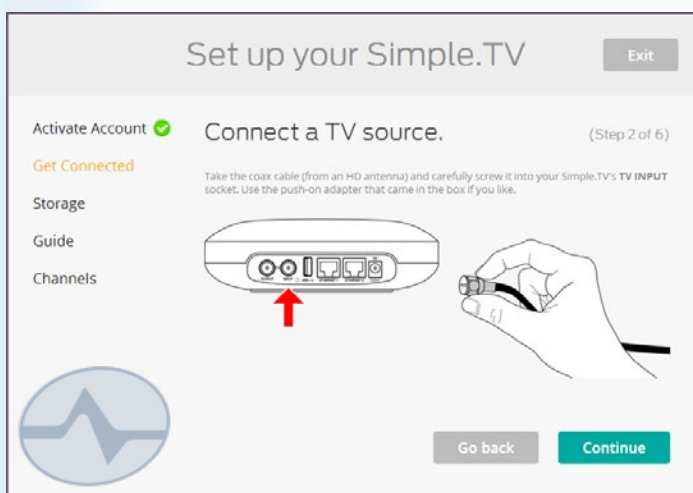 Set up your Simple.TV
Exit
Activate Account
Get Connected
Storage
Guide
Channels
Connect a TV source.
(Step 2 of 6)
Take the coax cable (from an HD antenna) and carefully screw it into your Simple.TV's TV INPUT
socket. Use the push-on adapter that came in the box if you like.
OUTPUT INPUT
Go back
Continue